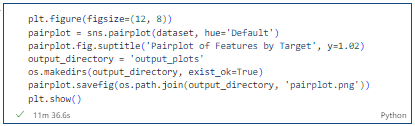 plt.figure(figsize=(12, 8))
pairplot = sns.pairplot(dataset, hue='Default')
pairplot.fig.suptitle('Pairplot of Features by Target', y=1.02)
output_directory = 'output_plots'
os.makedirs(output_directory, exist_ok=True)
pairplot.savefig(os.path.join(output_directory, 'pairplot.png'))
plt.show()
✓ 11m 36.6s Python